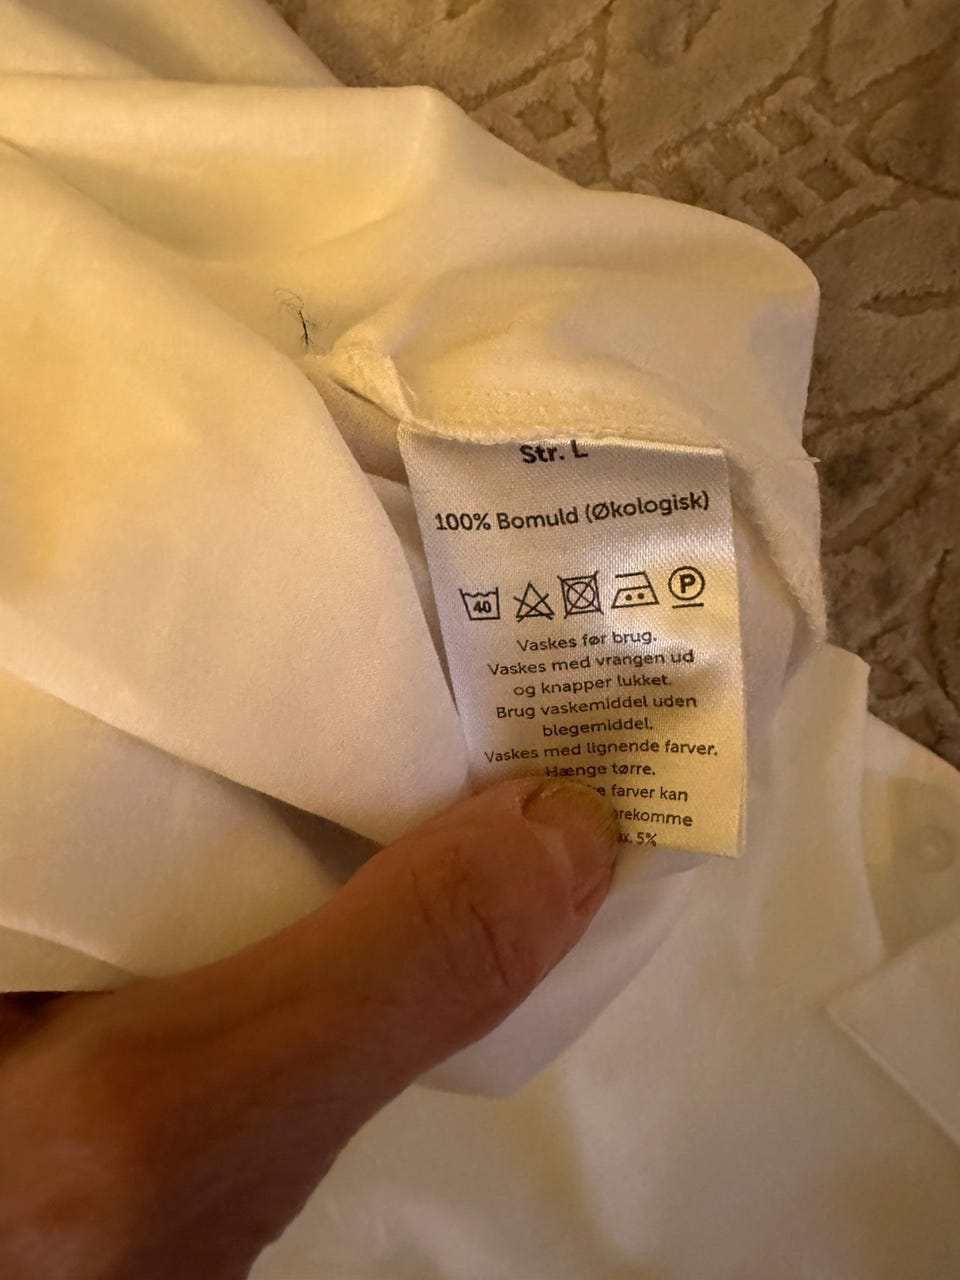 Str. L
100% Bomuld (Økologisk)
40 P
Vaskes før brug.
Vaskes med vrangen ud
og knapper lukket.
Brug vaskemiddel uden
blegemiddel.
Vaskes med lignende farver.
Hænge tørre.
farver kan
5%